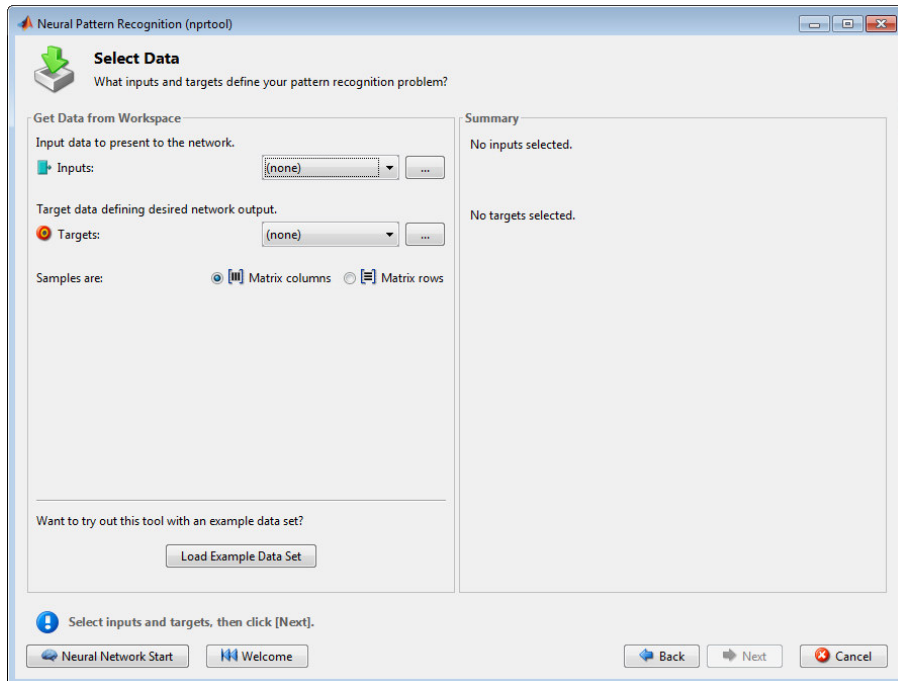 Neural Pattern Recognition (nprtool)
Select Data
What inputs and targets define your pattern recognition problem?
Get Data from Workspace
Input data to present to the network.
Inputs: (none) ...
Target data defining desired network output.
Targets: (none) ...
Samples are: Matrix columns Matrix rows
Want to try out this tool with an example data set?
Load Example Data Set
Summary
No inputs selected.
No targets selected.
Select inputs and targets, then click [Next].
Neural Network Start Welcome Back Next Cancel